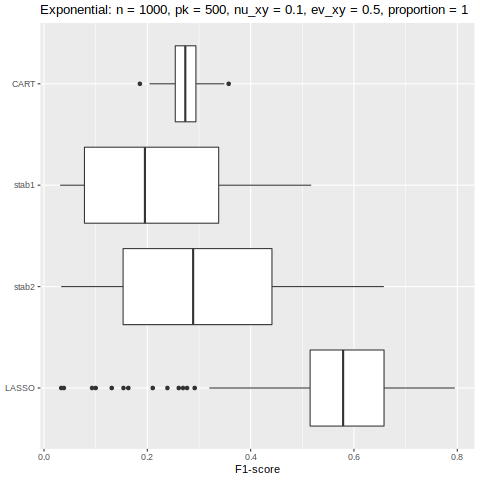 Exponential: n = 1000, pk = 500, nu_xy = 0.1, ev_xy = 0.5, proportion = 1
CART
stab1
stab2
LASSO
0.0 0.2 0.4 0.6 0.8
F1-score